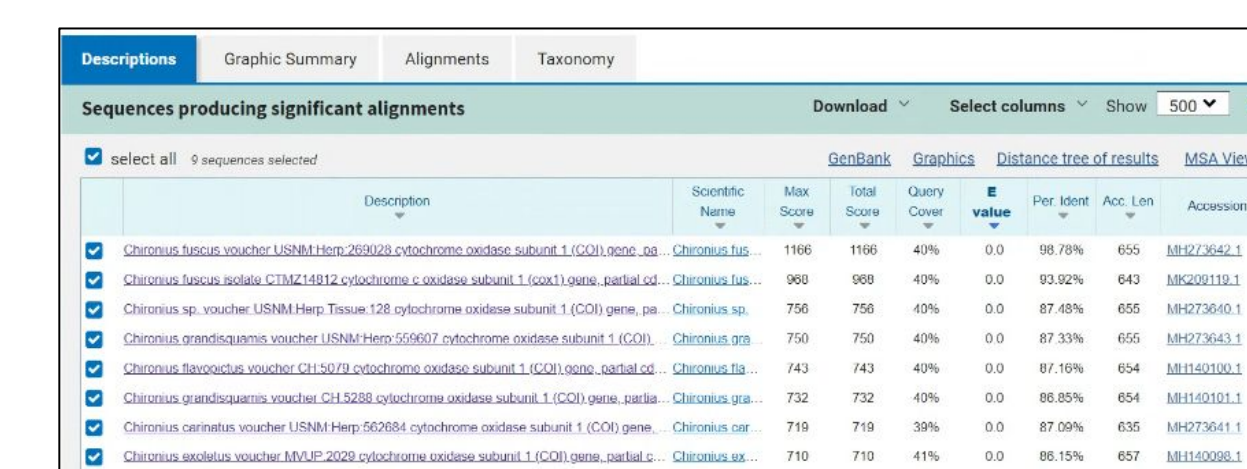 Descriptions Graphic Summary Alignments Taxonomy
Sequences producing significant alignments Download Select columns Show 500
select all 9 sequences selected GenBank Graphics Distance tree of results MSA View
Description Scientific Name Max Score Total Score Query Cover E value Per. Ident Acc. Len Accession
Chironius fuscus voucher USNM:Herp:269028 cytochrome oxidase subunit 1 (COI) gene, pa... Chironius fus... 1166 1166 40% 0.0 98.78% 655 MH273642.1
Chironius fuscus isolate CTMZ14812 cytochrome c oxidase subunit 1 (cox1) gene, partial cd... Chironius fus... 968 968 40% 0.0 93.92% 643 MK209119.1
Chironius sp. voucher USNM:Herp Tissue:128 cytochrome oxidase subunit 1 (COI) gene, pa... Chironius sp. 756 756 40% 0.0 87.48% 655 MH273640.1
Chironius grandisquamis voucher USNM:Herp:559607 cytochrome oxidase subunit 1 (COI) ... Chironius gra... 750 750 40% 0.0 87.33% 655 MH273643.1
Chironius flavopictus voucher CH:5079 cytochrome oxidase subunit 1 (COI) gene, partial cd... Chironius fla... 743 743 40% 0.0 87.16% 654 MH140100.1
Chironius grandisquamis voucher CH:5288 cytochrome oxidase subunit 1 (COI) gene, partia... Chironius gra... 732 732 40% 0.0 86.85% 654 MH140101.1
Chironius carinatus voucher USNM:Herp:562684 cytochrome oxidase subunit 1 (COI) gene, ... Chironius car... 719 719 39% 0.0 87.09% 635 MH273641.1
Chironius exoletus voucher MVUP:2029 cytochrome oxidase subunit 1 (COI) gene, partial c... Chironius ex... 710 710 41% 0.0 86.15% 657 MH140098.1